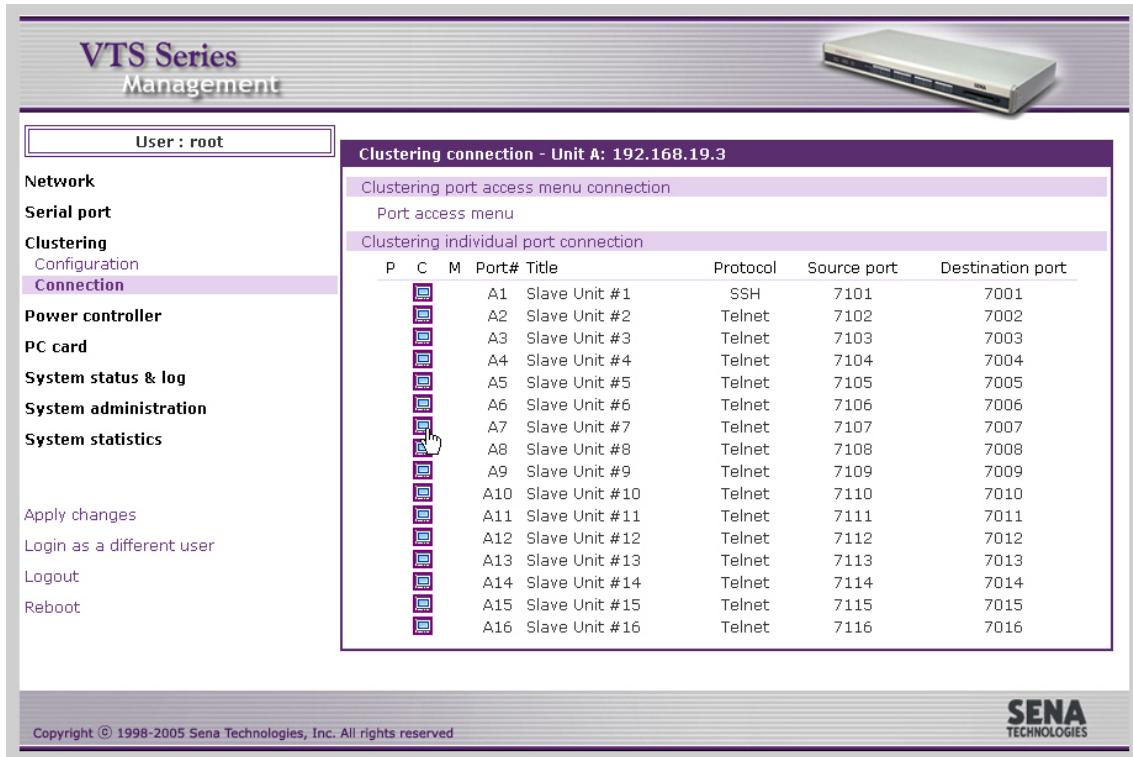 VTS Series
Management
User : root
Network
Serial port
Clustering
Configuration
Connection
Power controller
PC card
System status & log
System administration
System statistics
Apply changes
Login as a different user
Logout
Reboot
Clustering connection - Unit A: 192.168.19.3
Clustering port access menu connection
Port access menu
Clustering individual port connection
P C M Port# Title Protocol Source port Destination port
A1 Slave Unit #1 SSH 7101 7001
A2 Slave Unit #2 Telnet 7102 7002
A3 Slave Unit #3 Telnet 7103 7003
A4 Slave Unit #4 Telnet 7104 7004
A5 Slave Unit #5 Telnet 7105 7005
A6 Slave Unit #6 Telnet 7106 7006
A7 Slave Unit #7 Telnet 7107 7007
A8 Slave Unit #8 Telnet 7108 7008
A9 Slave Unit #9 Telnet 7109 7009
A10 Slave Unit #10 Telnet 7110 7010
A11 Slave Unit #11 Telnet 7111 7011
A12 Slave Unit #12 Telnet 7112 7012
A13 Slave Unit #13 Telnet 7113 7013
A14 Slave Unit #14 Telnet 7114 7014
A15 Slave Unit #15 Telnet 7115 7015
A16 Slave Unit #16 Telnet 7116 7016
Copyright © 1998-2005 Sena Technologies, Inc. All rights reserved
SENA
TECHNOLOGIES